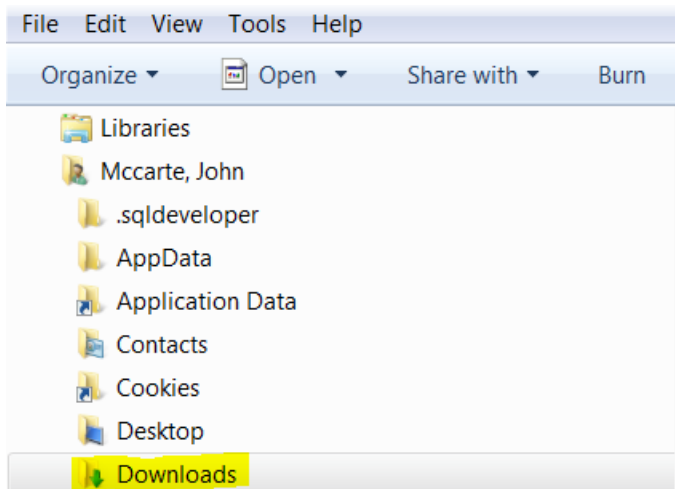 File Edit View Tools Help
Organize Open Share with Burn
Libraries
Mccarte, John
.sqldeveloper
AppData
Application Data
Contacts
Cookies
Desktop
Downloads